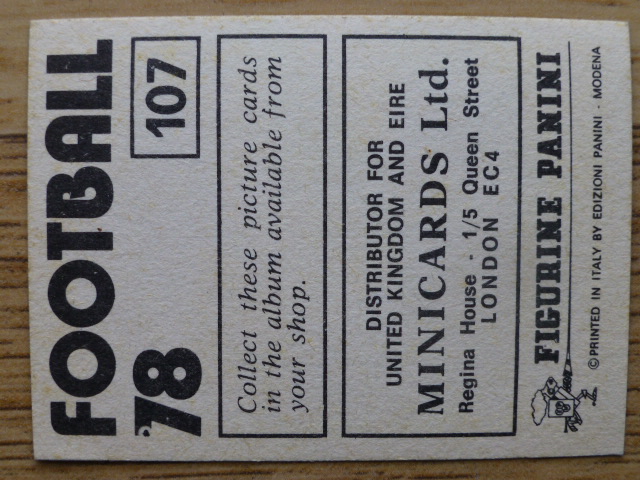 FOOTBALL
'78
107
Collect these picture cards
in the album available from
your shop.
DISTRIBUTOR FOR
UNITED KINGDOM AND EIRE
MINICARDS Ltd.
Regina House - 1/5 Queen Street
LONDON EC4
FIGURINE PANINI
©PRINTED IN ITALY BY EDIZIONI PANINI - MODENA